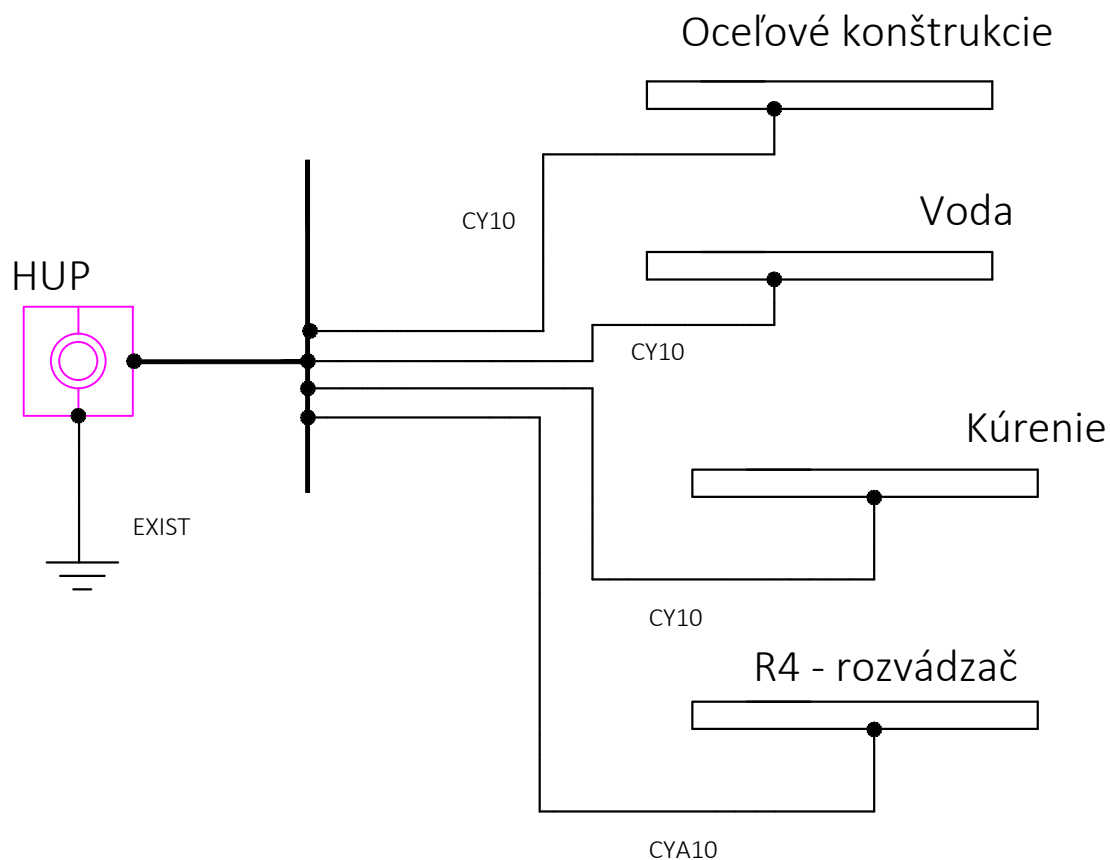 Oceľové konštrukcie
CY10
Voda
HUP
CY10
Kúrenie
EXIST
CY10
R4 - rozvádzač
CYA10